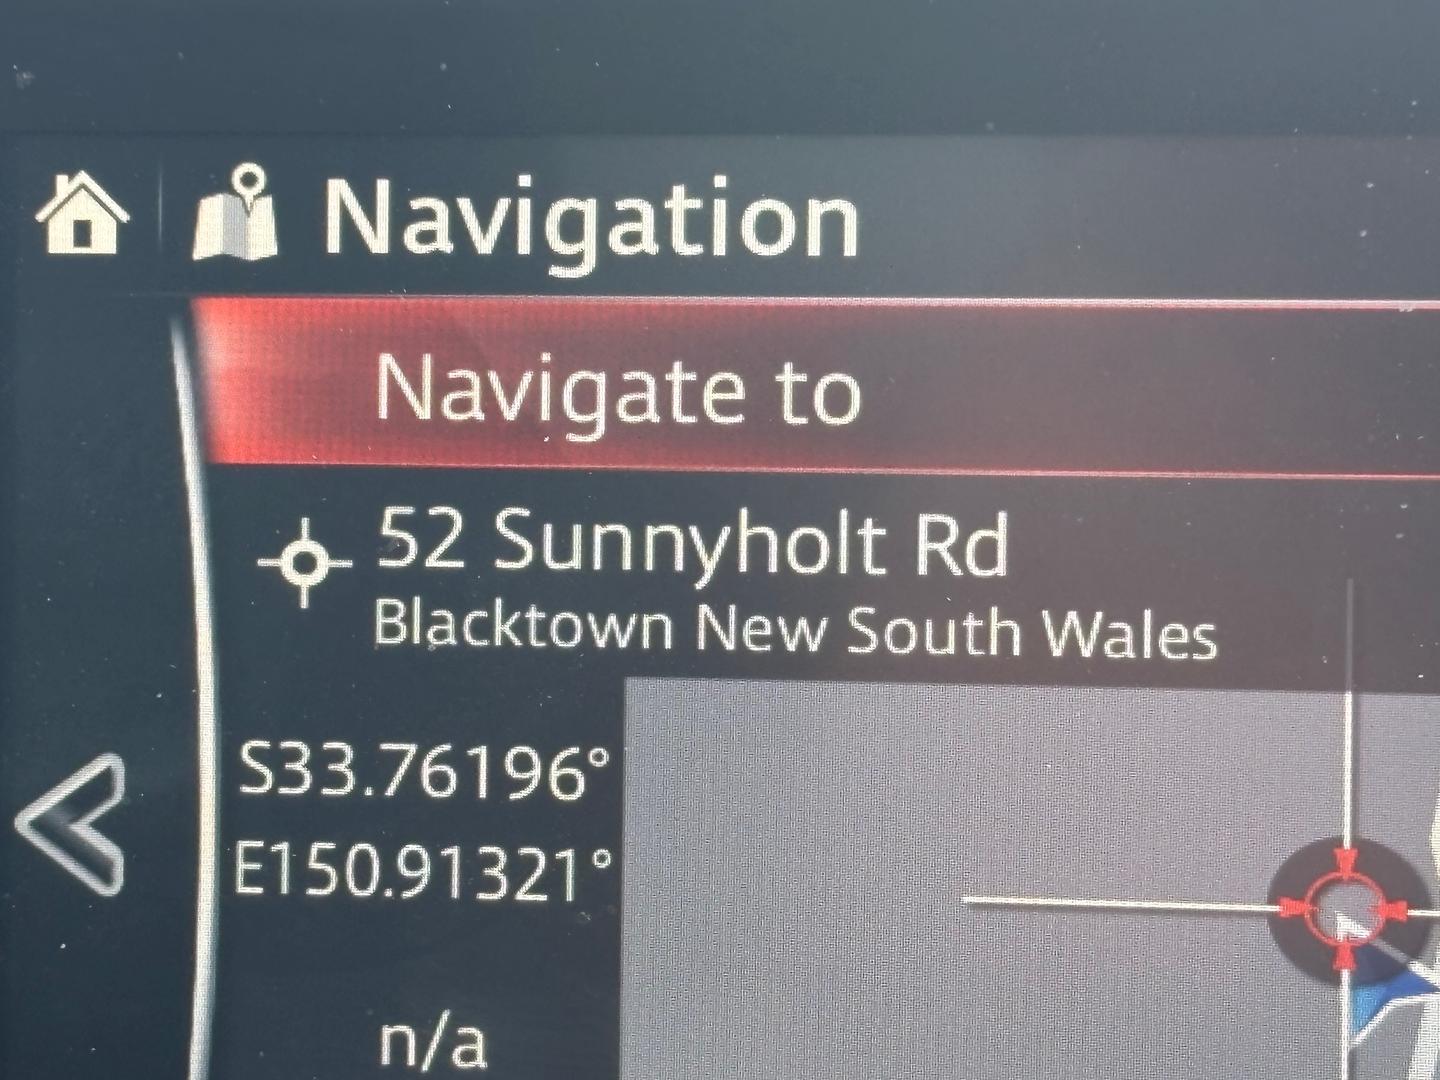 Navigation
Navigate to
52 Sunnyholt Rd
Blacktown New South Wales
S33.76196°
E150.91321°
n/a